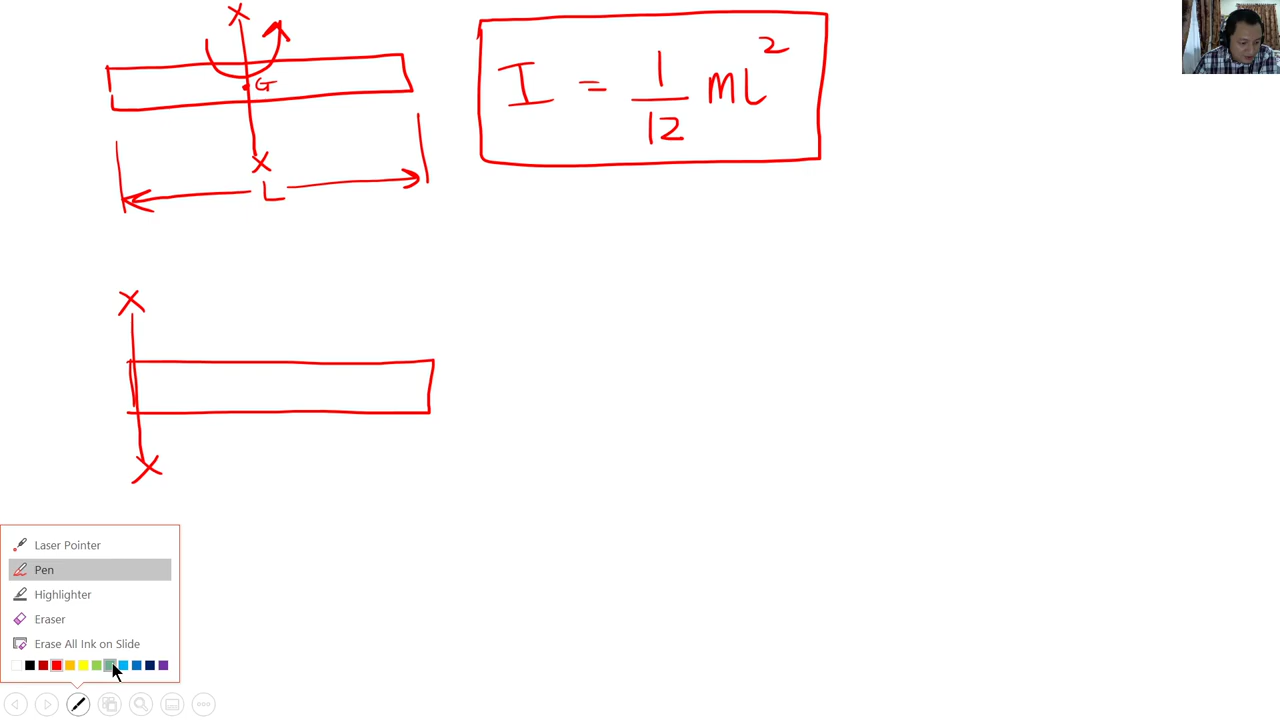 X
G
X
L
I = 1/12 ml²
X
X
Laser Pointer
Pen
Highlighter
Eraser
Erase All Ink on Slide